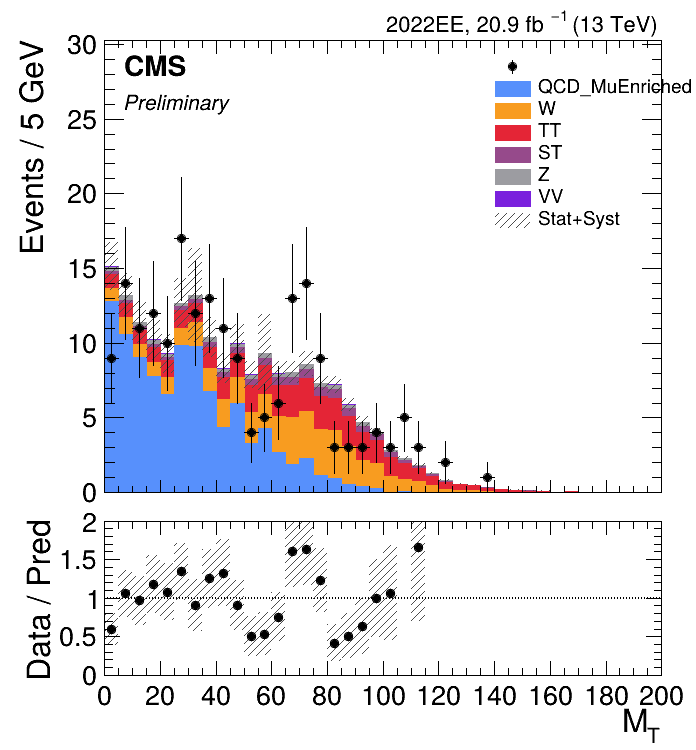 2022EE, 20.9 fb ⁻¹ (13 TeV)
CMS
Preliminary
Events / 5 GeV
30
25
20
15
10
5
0
QCD_MuEnriched
W
TT
ST
Z
VV
Stat+Syst
Data / Pred
2
1.5
1
0.5
0
0 20 40 60 80 100 120 140 160 180 200
M_T